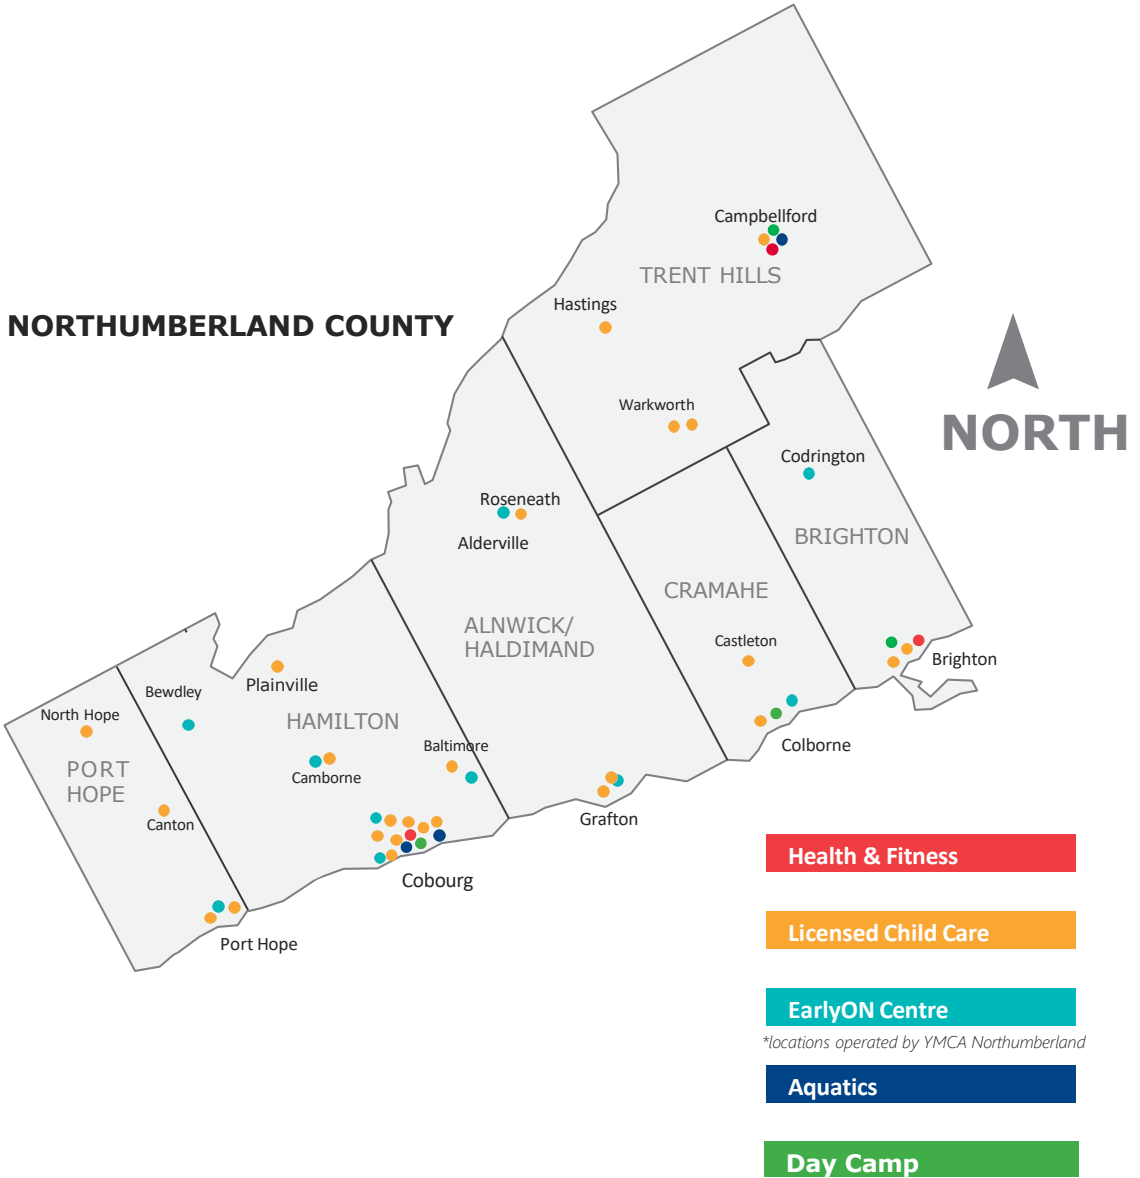 Campbellford
TRENT HILLS
Hastings
NORTHUMBERLAND COUNTY
Warkworth
NORTH
Codrington
Roseneath
BRIGHTON
Alderville
CRAMAHE
ALNWICK/
HALDIMAND
Castleton
Brighton
Plainville
Bewdley
North Hope
HAMILTON
Baltimore
Colborne
PORT
HOPE
Camborne
Canton
Grafton
Cobourg
Port Hope
Health & Fitness
Licensed Child Care
EarlyON Centre
*locations operated by YMCA Northumberland
Aquatics
Day Camp